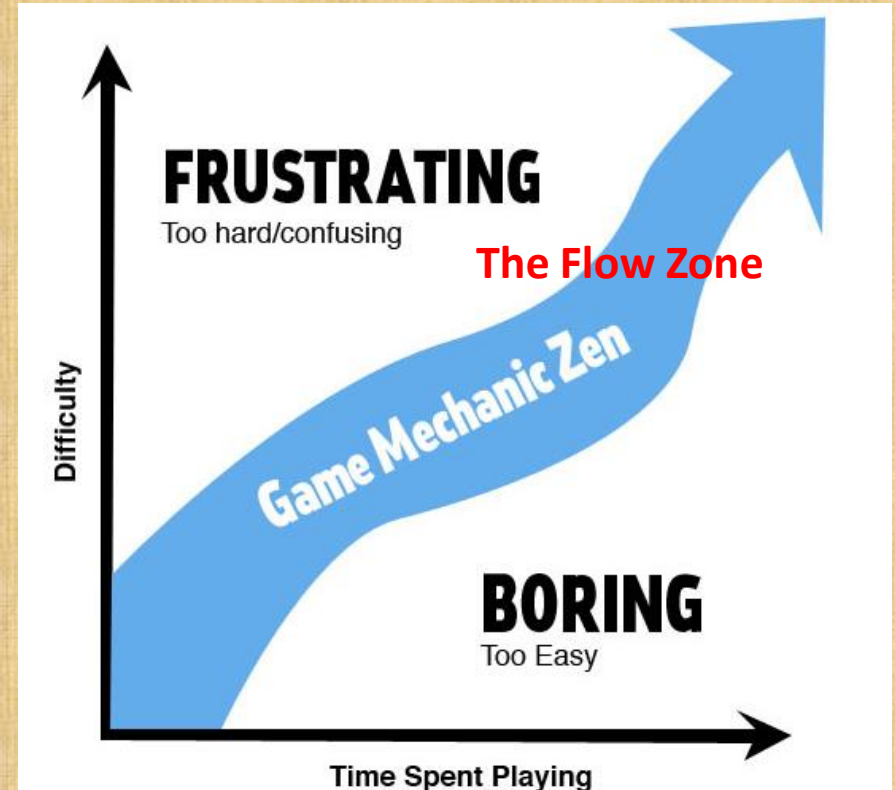 FRUSTRATING
Too hard/confusing
The Flow Zone
Game Mechanic Zen
Difficulty
BORING
Too Easy
Time Spent Playing